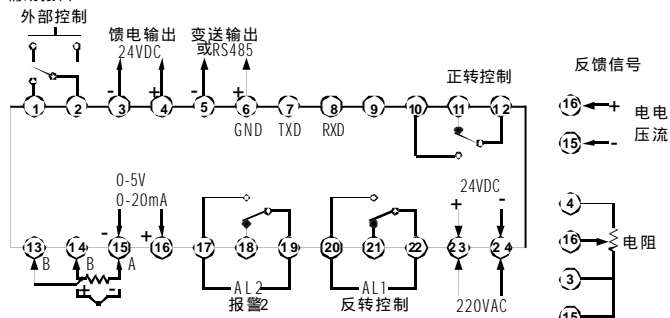 外部控制
馈电输出 变送输出
24VDC 或RS485
正转控制 反馈信号
- + - +
1 2 3 4 5 6 7 8 9 10 11 12
GND TXD RXD
16 + 电电
15 - 压流
0-5V
0-20mA
24VDC
- + + -
13 14 15 16 17 18 19 20 21 22 23 24
B B A
+ -
AL2 AL1
报警2 反转控制 220VAC
4
16 电阻
3
15